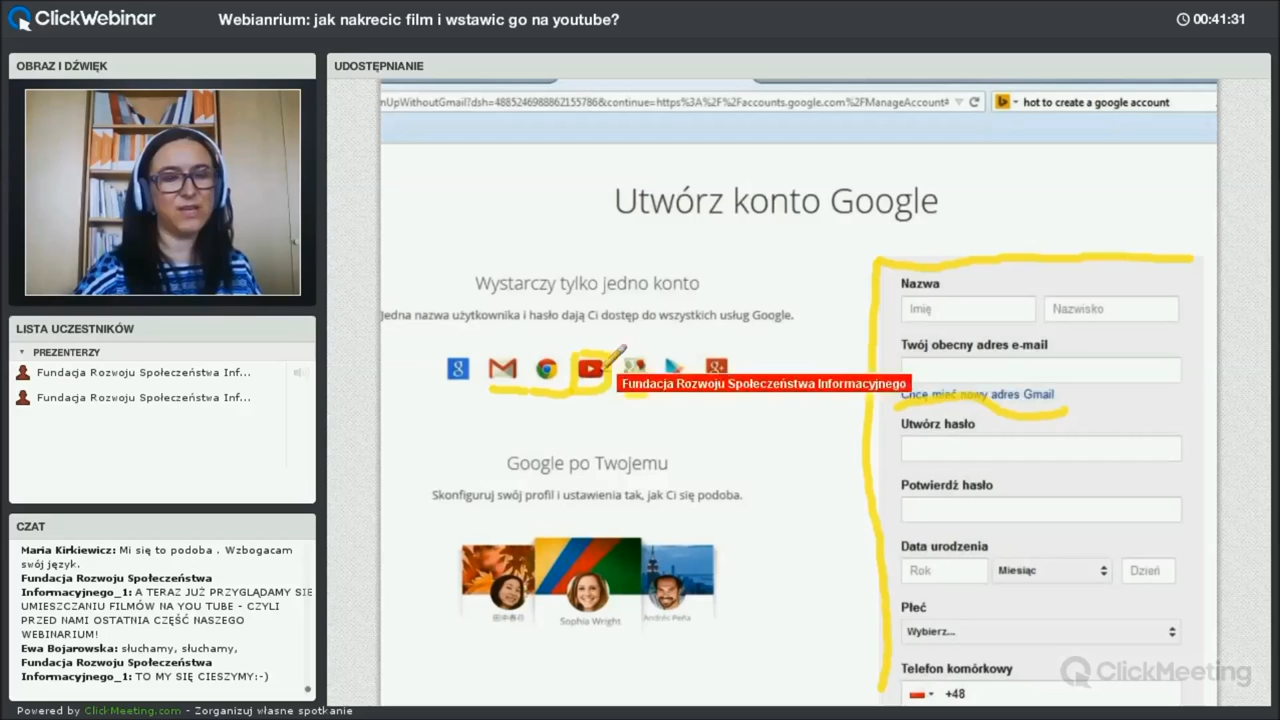 ClickWebinar
Webianrium: jak nakrecic film i wstawic go na youtube?
00:41:31
OBRAZ I DŹWIĘK
LISTA UCZESTNIKÓW
PREZENTERZY
Fundacja Rozwoju Społeczeństwa Inf...
Fundacja Rozwoju Społeczeństwa Inf...
CZAT
Maria Kirkiewicz: Mi się to podoba . Wzbogacam
swój język.
Fundacja Rozwoju Społeczeństwa
Informacyjnego_1: A TERAZ JUŻ PRZYGLĄDAMY SIĘ
UMIESZCZANIU FILMÓW NA YOU TUBE - CZYLI
PRZED NAMI OSTATNIA CZĘŚĆ NASZEGO
WEBINARIUM!
Ewa Bojarowska: słuchamy, słuchamy,
Fundacja Rozwoju Społeczeństwa
Informacyjnego_1: TO MY SIĘ CIESZYMY:-)
UDOSTĘPNIANIE
nUpWithoutGmail?dsh=4885246988862155786&continue=https%3A%2F%2Faccounts.google.com%2FManageAccount#
hot to create a google account
Utwórz konto Google
Wystarczy tylko jedno konto
Jedna nazwa użytkownika i hasło dają Ci dostęp do wszystkich usług Google.
Fundacja Rozwoju Społeczeństwa Informacyjnego
Google po Twojemu
Skonfiguruj swój profil i ustawienia tak, jak Ci się podoba.
Sophia Wright
Andrés Peña
Nazwa
Imię
Nazwisko
Twój obecny adres e-mail
Chcę mieć nowy adres Gmail
Utwórz hasło
Potwierdź hasło
Data urodzenia
Rok
Miesiąc
Dzień
Płeć
Wybierz...
Telefon komórkowy
+48
ClickMeeting
Powered by ClickMeeting.com - Zorganizuj własne spotkanie